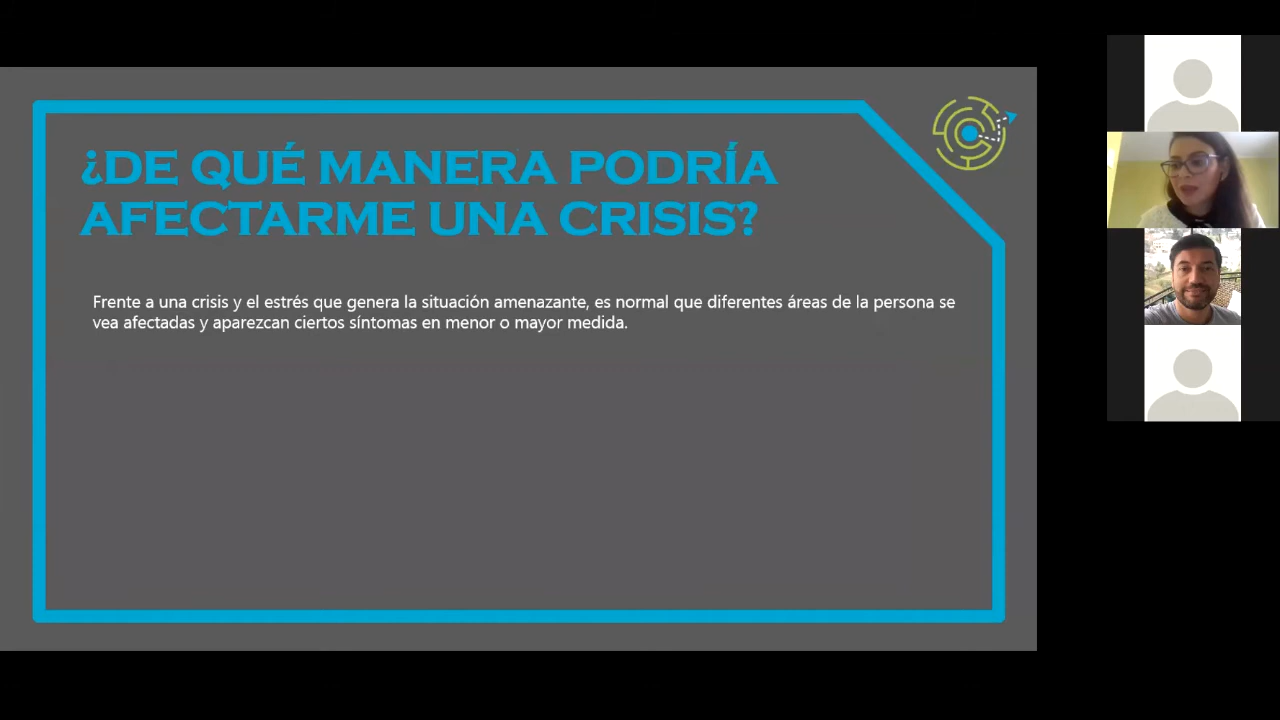 ¿DE QUÉ MANERA PODRÍA
AFECTARME UNA CRISIS?
Frente a una crisis y el estrés que genera la situación amenazante, es normal que diferentes áreas de la persona se
vea afectadas y aparezcan ciertos síntomas en menor o mayor medida.